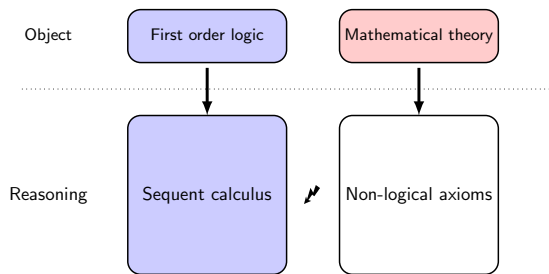 Object
First order logic
Mathematical theory
Reasoning
Sequent calculus
Non-logical axioms